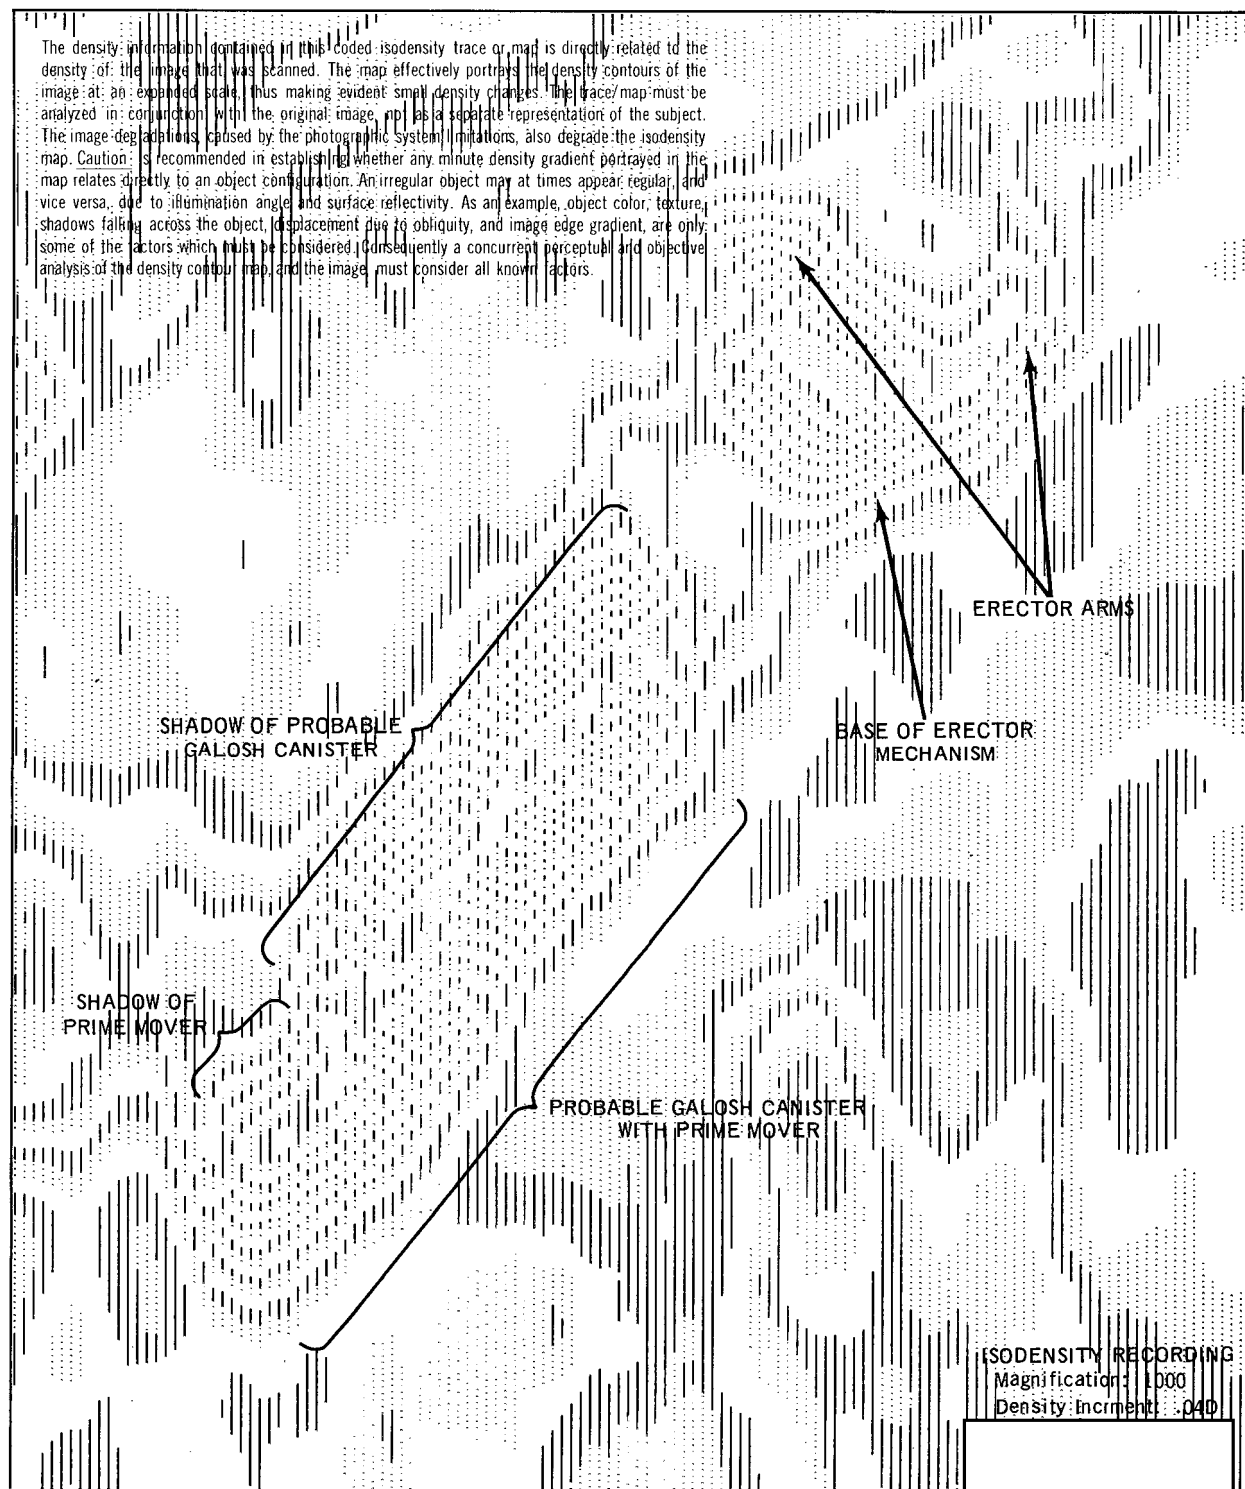 The density information contained in this coded isodensity trace or map is directly related to the
density of the image that was scanned. The map effectively portrays the density contours of the
image at an expanded scale, thus making evident small density changes. The trace/map must be
analyzed in conjunction with the original image, not as a separate representation of the subject.
The image degradations, caused by the photographic system limitations, also degrade the isodensity
map. Caution is recommended in establishing whether any minute density gradient portrayed in the
map relates directly to an object configuration. An irregular object may at times appear regular, and
vice versa, due to illumination angle and surface reflectivity. As an example, object color, texture,
shadows falling across the object, displacement due to obliquity, and image edge gradient, are only
some of the factors which must be considered. Consequently a concurrent perceptual and objective
analysis of the density contour map, and the image, must consider all known factors.
ERECTOR ARMS
SHADOW OF PROBABLE
GALOSH CANISTER
BASE OF ERECTOR
MECHANISM
SHADOW OF
PRIME MOVER
PROBABLE GALOSH CANISTER
WITH PRIME MOVER
ISODENSITY RECORDING
Magnification: 1000
Density Incrment: .04D